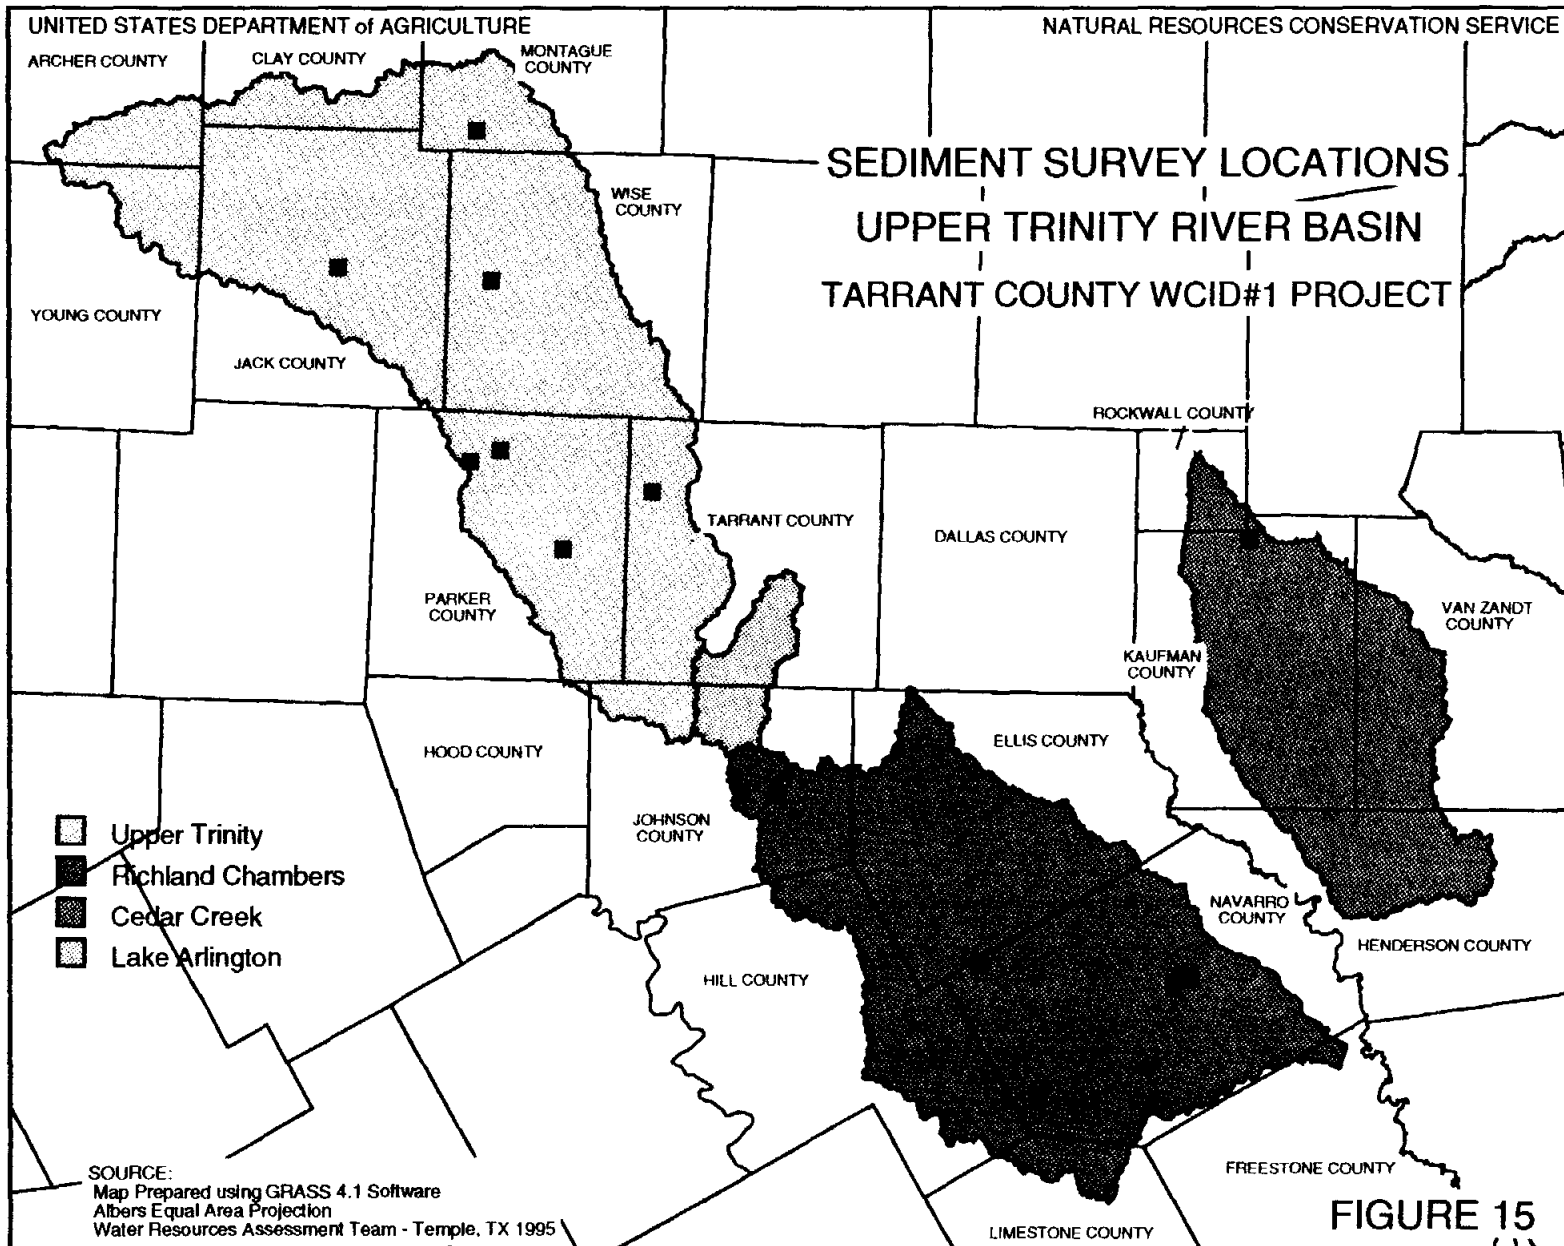 UNITED STATES DEPARTMENT of AGRICULTURE
NATURAL RESOURCES CONSERVATION SERVICE
ARCHER COUNTY
CLAY COUNTY
MONTAGUE
COUNTY
SEDIMENT SURVEY LOCATIONS
UPPER TRINITY RIVER BASIN
TARRANT COUNTY WCID#1 PROJECT
WISE
COUNTY
YOUNG COUNTY
JACK COUNTY
ROCKWALL COUNTY
TARRANT COUNTY
DALLAS COUNTY
PARKER
COUNTY
VAN ZANDT
COUNTY
KAUFMAN
COUNTY
HOOD COUNTY
ELLIS COUNTY
JOHNSON
COUNTY
Upper Trinity
Richland Chambers
Cedar Creek
Lake Arlington
NAVARRO
COUNTY
HENDERSON COUNTY
HILL COUNTY
FREESTONE COUNTY
LIMESTONE COUNTY
SOURCE:
Map Prepared using GRASS 4.1 Software
Albers Equal Area Projection
Water Resources Assessment Team - Temple, TX 1995
FIGURE 15